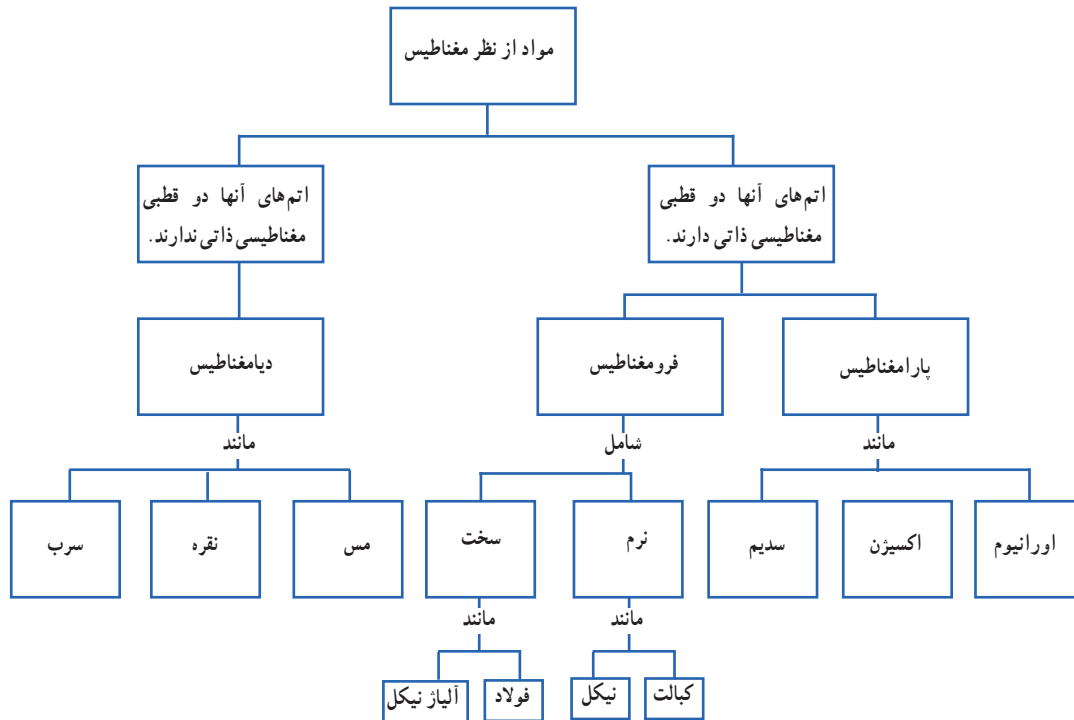 مواد از نظر مغناطیس
اتم‌های آنها دو قطبی
مغناطیسی ذاتی دارند.
اتم‌های آنها دو قطبی
مغناطیسی ذاتی ندارند.
پارامغناطیس
فرومغناطیس
دیامغناطیس
مانند
شامل
مانند
اورانیوم
اکسیژن
سدیم
نرم
سخت
مس
نقره
سرب
مانند
مانند
کبالت
نیکل
فولاد
آلیاژ نیکل